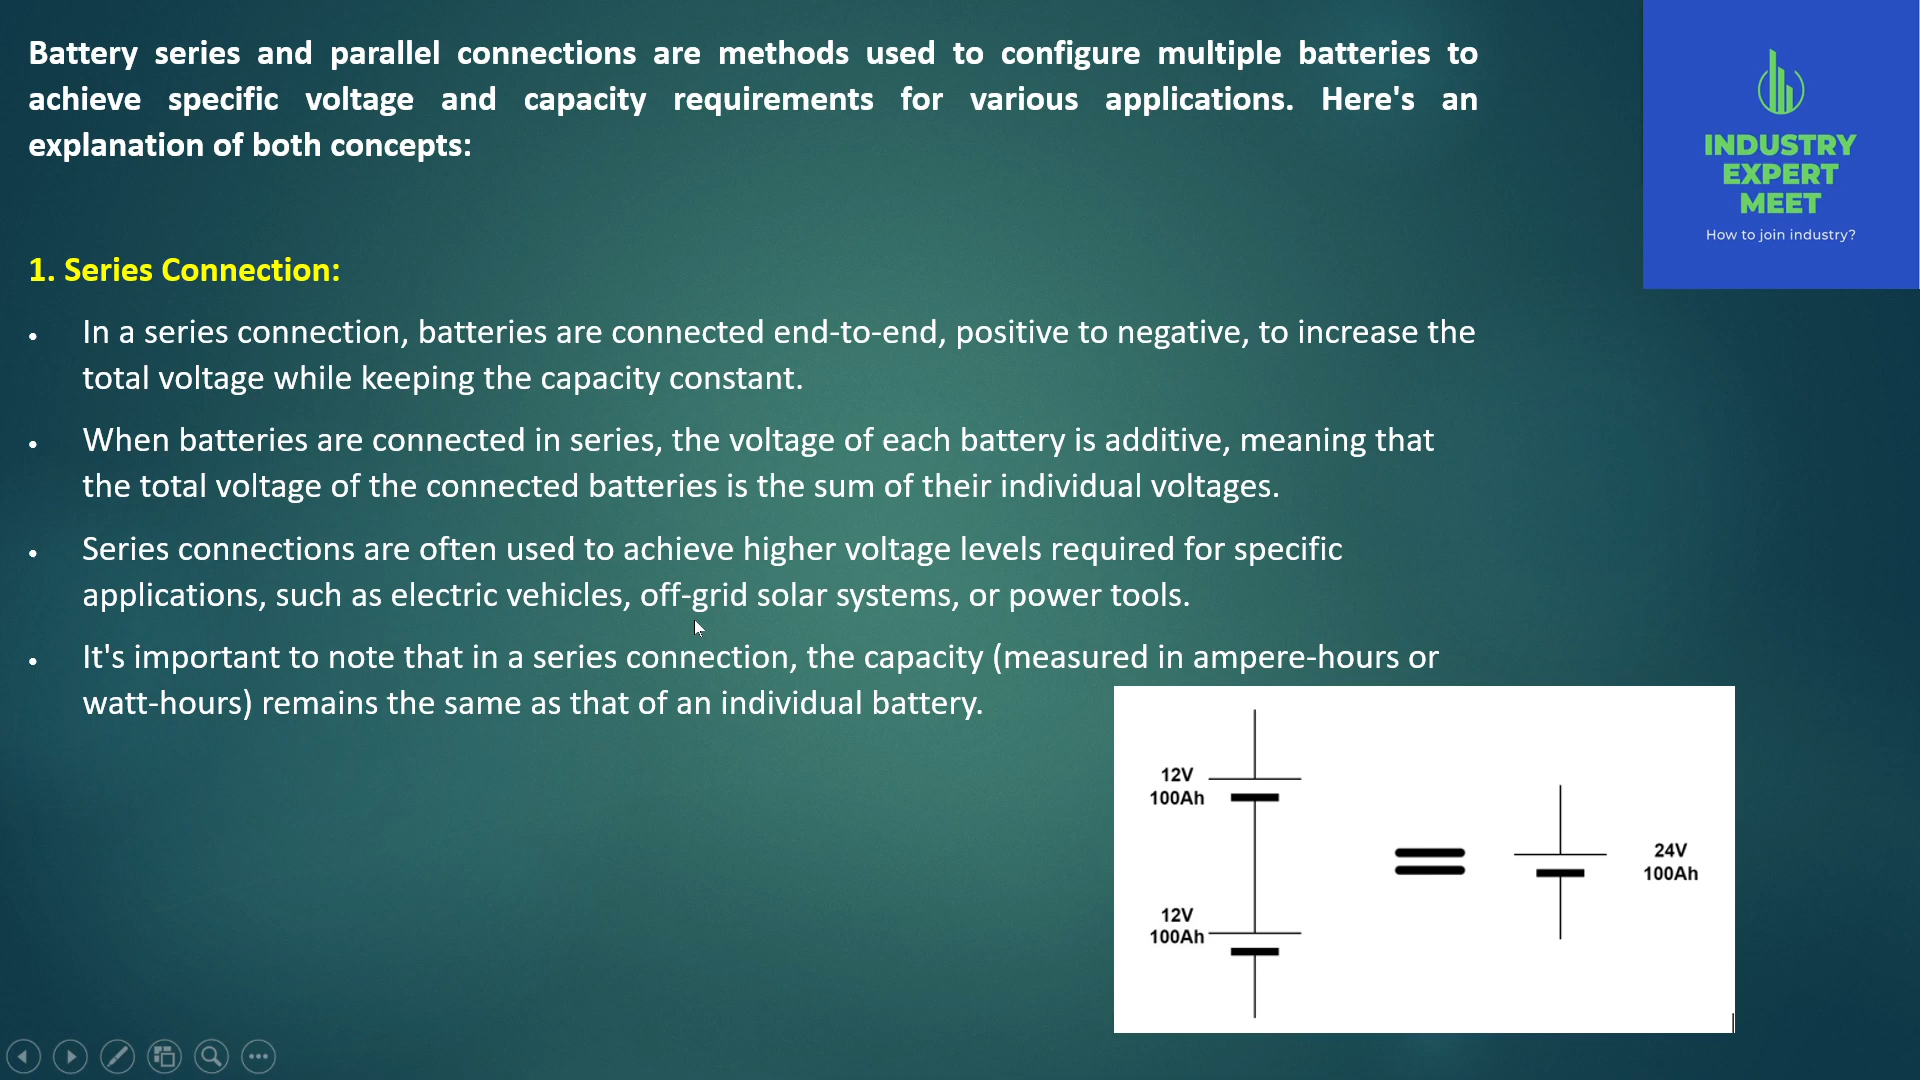 Battery series and parallel connections are methods used to configure multiple batteries to
achieve specific voltage and capacity requirements for various applications. Here's an
explanation of both concepts:
INDUSTRY
EXPERT
MEET
How to join industry?
1. Series Connection:
• In a series connection, batteries are connected end-to-end, positive to negative, to increase the
total voltage while keeping the capacity constant.
• When batteries are connected in series, the voltage of each battery is additive, meaning that
the total voltage of the connected batteries is the sum of their individual voltages.
• Series connections are often used to achieve higher voltage levels required for specific
applications, such as electric vehicles, off-grid solar systems, or power tools.
• It's important to note that in a series connection, the capacity (measured in ampere-hours or
watt-hours) remains the same as that of an individual battery.
12V
100Ah
12V
100Ah
24V
100Ah